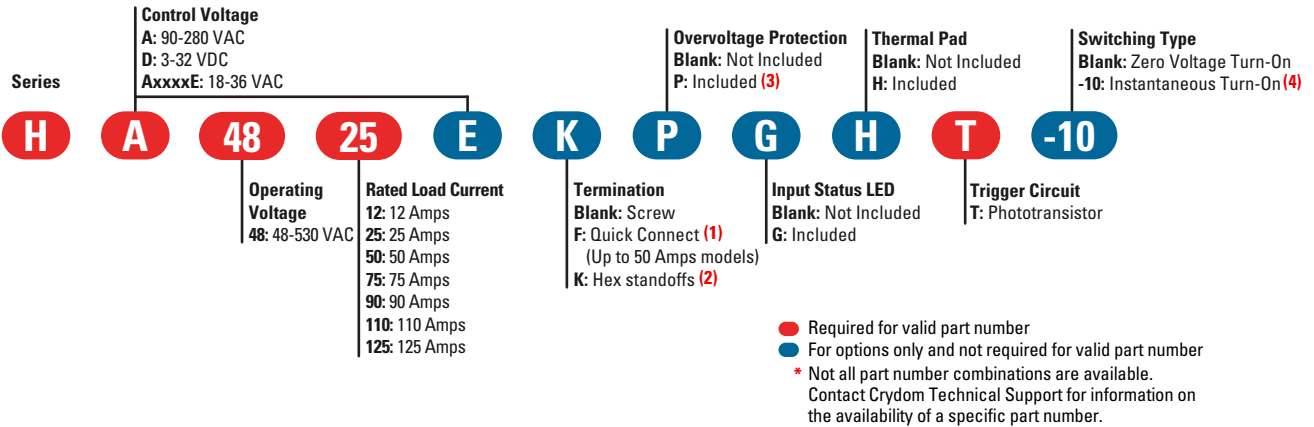 Control Voltage
A: 90-280 VAC
D: 3-32 VDC
AxxxxE: 18-36 VAC
Overvoltage Protection
Blank: Not Included
P: Included (3)
Thermal Pad
Blank: Not Included
H: Included
Switching Type
Blank: Zero Voltage Turn-On
-10: Instantaneous Turn-On (4)
Series
H A 48 25 E K P G H T -10
Operating
Voltage
48: 48-530 VAC
Rated Load Current
12: 12 Amps
25: 25 Amps
50: 50 Amps
75: 75 Amps
90: 90 Amps
110: 110 Amps
125: 125 Amps
Termination
Blank: Screw
F: Quick Connect (1)
(Up to 50 Amps models)
K: Hex standoffs (2)
Input Status LED
Blank: Not Included
G: Included
Trigger Circuit
T: Phototransistor
Required for valid part number
For options only and not required for valid part number
* Not all part number combinations are available.
Contact Crydom Technical Support for information on
the availability of a specific part number.